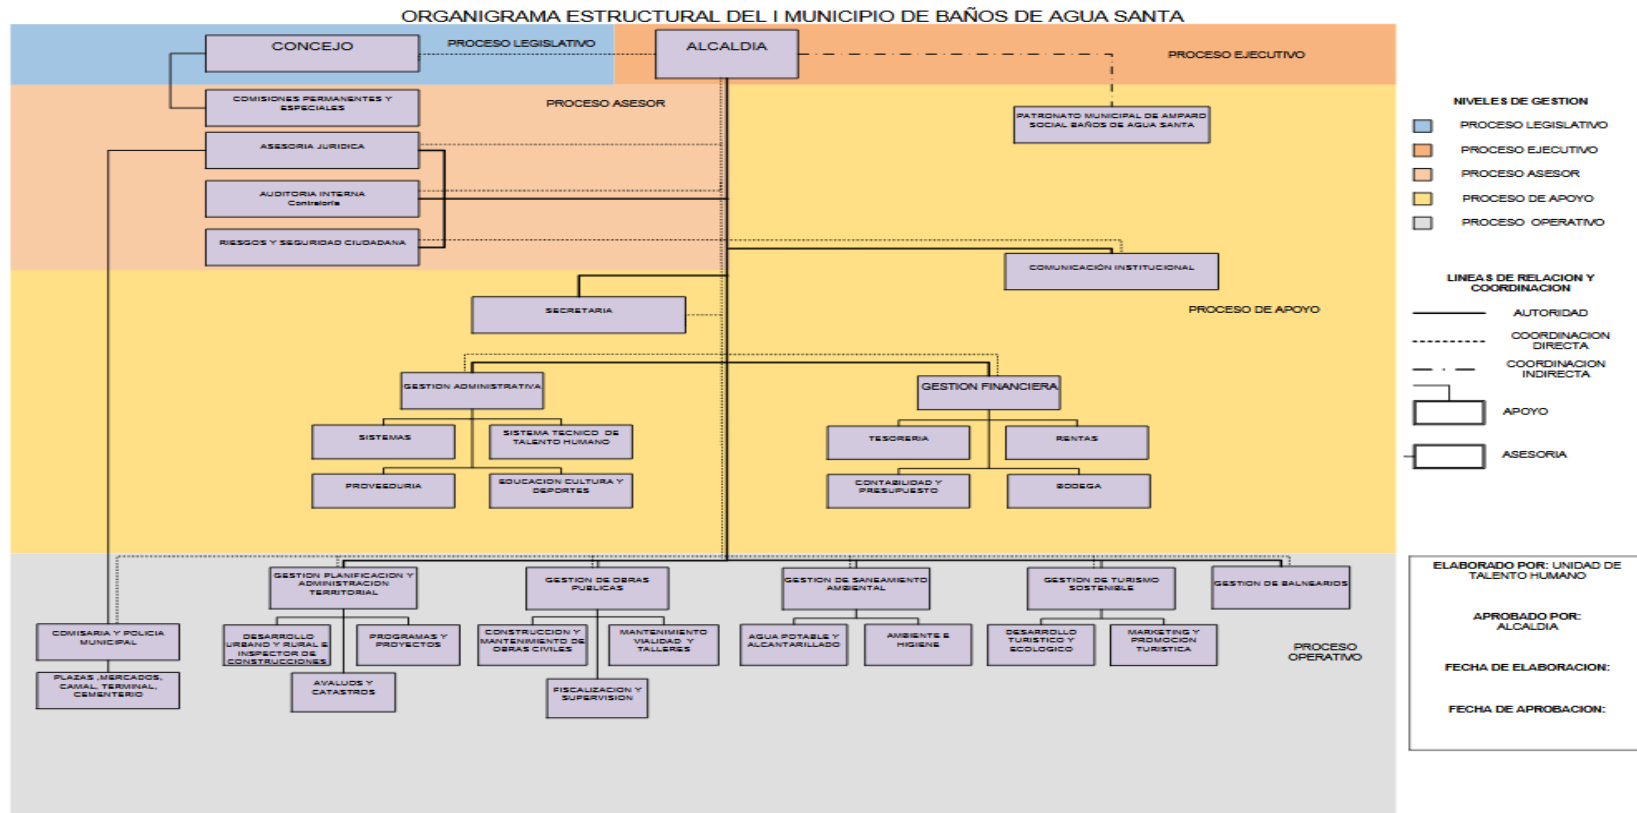 ORGANIGRAMA ESTRUCTURAL DEL I MUNICIPIO DE BAÑOS DE AGUA SANTA
CONCEJO
PROCESO LEGISLATIVO
ALCALDIA
PROCESO EJECUTIVO
COMISIONES PERMANENTES Y
ESPECIALES
PROCESO ASESOR
PATRONATO MUNICIPAL DE AMPARO
SOCIAL BAÑOS DE AGUA SANTA
ASESORIA JURIDICA
AUDITORIA INTERNA
Contraloría
RIESGOS Y SEGURIDAD CIUDADANA
COMUNICACIÓN INSTITUCIONAL
SECRETARIA
PROCESO DE APOYO
GESTION ADMINISTRATIVA
GESTION FINANCIERA
SISTEMAS
SISTEMA TECNICO DE
TALENTO HUMANO
TESORERIA
RENTAS
PROVEEDURIA
EDUCACION CULTURA Y
DEPORTES
CONTABILIDAD Y
PRESUPUESTO
BODEGA
GESTION PLANIFICACION Y
ADMINISTRACION
TERRITORIAL
GESTION DE OBRAS
PUBLICAS
GESTION DE SANEAMIENTO
AMBIENTAL
GESTION DE TURISMO
SOSTENIBLE
GESTION DE BALNEARIOS
COMISARIA Y POLICIA
MUNICIPAL
DESARROLLO
URBANO Y RURAL E
INSPECTOR DE
CONSTRUCCIONES
PROGRAMAS Y
PROYECTOS
CONSTRUCCION Y
MANTENIMIENTO DE
OBRAS CIVILES
MANTENIMIENTO
VIALIDAD Y
TALLERES
AGUA POTABLE Y
ALCANTARILLADO
AMBIENTE E
HIGIENE
DESARROLLO
TURISTICO Y
ECOLOGICO
MARKETING Y
PROMOCION
TURISTICA
PROCESO
OPERATIVO
PLAZAS ,MERCADOS,
CAMAL, TERMINAL,
CEMENTERIO
AVALUOS Y
CATASTROS
FISCALIZACION Y
SUPERVISION
NIVELES DE GESTION
PROCESO LEGISLATIVO
PROCESO EJECUTIVO
PROCESO ASESOR
PROCESO DE APOYO
PROCESO OPERATIVO
LINEAS DE RELACION Y
COORDINACION
AUTORIDAD
COORDINACION
DIRECTA
COORDINACION
INDIRECTA
APOYO
ASESORIA
ELABORADO POR: UNIDAD DE
TALENTO HUMANO
APROBADO POR:
ALCALDIA
FECHA DE ELABORACION:
FECHA DE APROBACION: